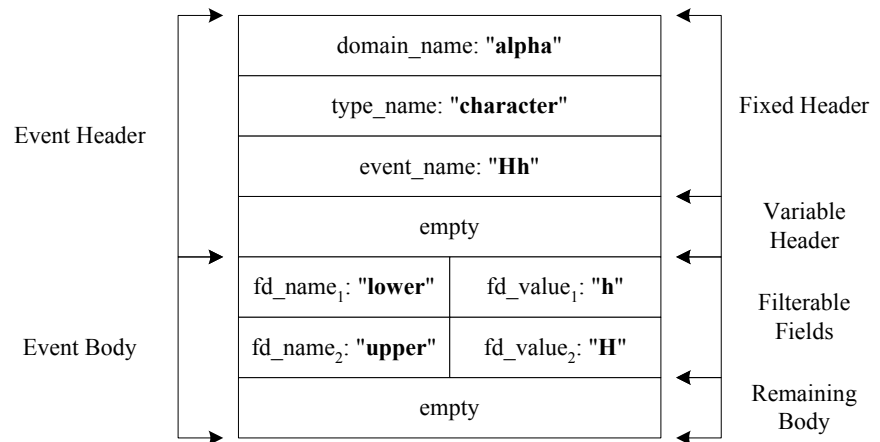 domain_name: "alpha"
type_name: "character"
Event Header
Fixed Header
event_name: "Hh"
empty
Variable
Header
fd_name1: "lower"
fd_value1: "h"
Filterable
Fields
Event Body
fd_name2: "upper"
fd_value2: "H"
empty
Remaining
Body